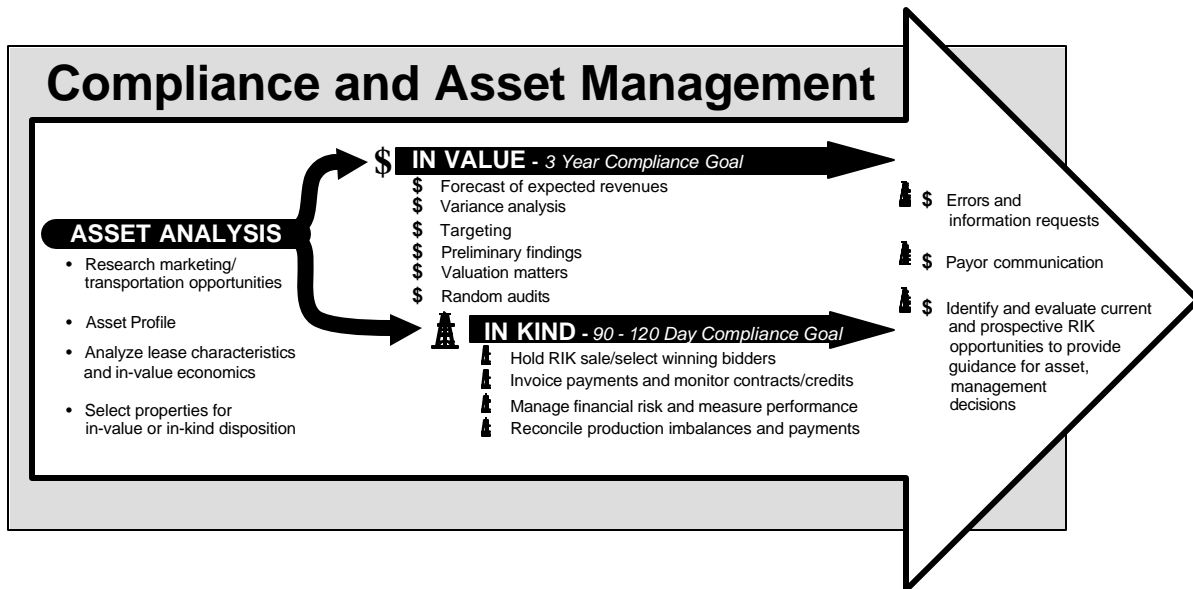 Compliance and Asset Management
ASSET ANALYSIS
• Research marketing/
transportation opportunities
• Asset Profile
• Analyze lease characteristics
and in-value economics
• Select properties for
in-value or in-kind disposition
$ IN VALUE - 3 Year Compliance Goal
$ Forecast of expected revenues
$ Variance analysis
$ Targeting
$ Preliminary findings
$ Valuation matters
$ Random audits
IN KIND - 90 - 120 Day Compliance Goal
Hold RIK sale/select winning bidders
Invoice payments and monitor contracts/credits
Manage financial risk and measure performance
Reconcile production imbalances and payments
$ Errors and
information requests
$ Payor communication
$ Identify and evaluate current
and prospective RIK
opportunities to provide
guidance for asset,
management
decisions